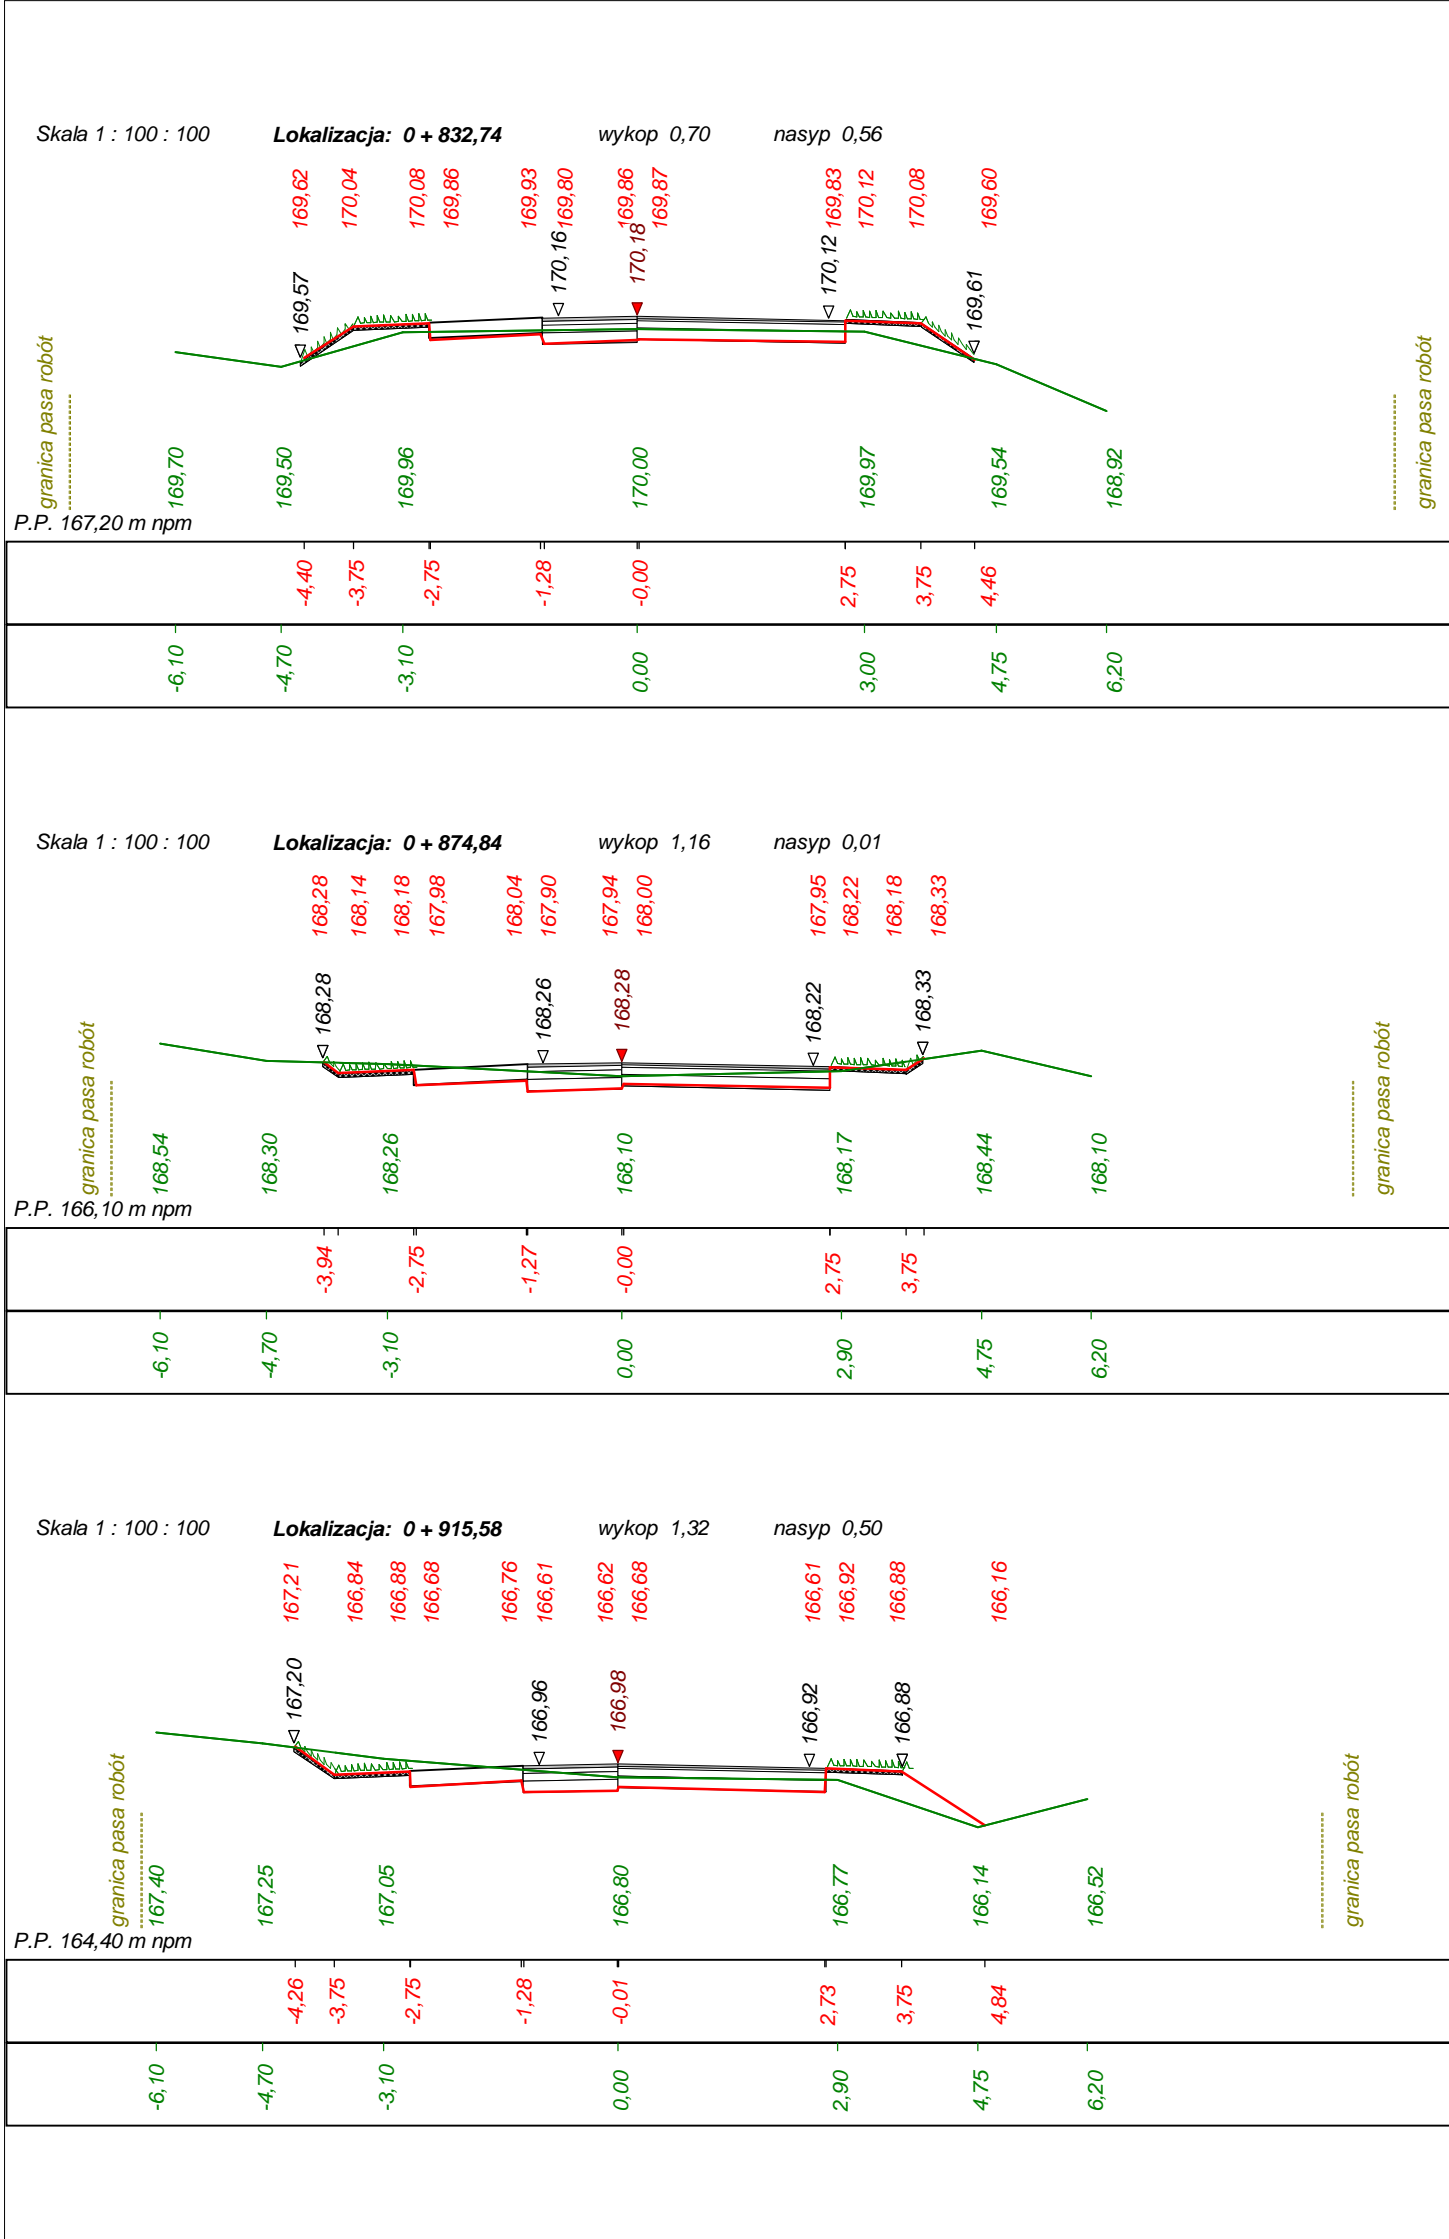 Skala 1 : 100 : 100 Lokalizacja: 0 + 832,74 wykop 0,70 nasyp 0,56
169,62 170,04 170,08 169,86 169,93 169,80 169,86 169,87 169,83 170,12 170,08 169,60
169,57 170,16 170,18 170,12 169,61
granica pasa robót granica pasa robót
169,70 169,50 169,96 170,00 169,97 169,54 168,92
P.P. 167,20 m npm
-4,40 -3,75 -2,75 -1,28 -0,00 2,75 3,75 4,46
-6,10 -4,70 -3,10 0,00 3,00 4,75 6,20
Skala 1 : 100 : 100 Lokalizacja: 0 + 874,84 wykop 1,16 nasyp 0,01
168,28 168,14 168,18 167,98 168,04 167,90 167,94 168,00 167,95 168,22 168,18 168,33
168,28 168,26 168,28 168,22 168,33
granica pasa robót granica pasa robót
168,54 168,30 168,26 168,10 168,17 168,44 168,10
P.P. 166,10 m npm
-3,94 -2,75 -1,27 -0,00 2,75 3,75
-6,10 -4,70 -3,10 0,00 2,90 4,75 6,20
Skala 1 : 100 : 100 Lokalizacja: 0 + 915,58 wykop 1,32 nasyp 0,50
167,21 166,84 166,88 166,68 166,76 166,61 166,62 166,68 166,61 166,92 166,88 166,16
167,20 166,96 166,98 166,92 166,88
granica pasa robót granica pasa robót
167,40 167,25 167,05 166,80 166,77 166,14 166,52
P.P. 164,40 m npm
-4,26 -3,75 -2,75 -1,28 -0,01 2,73 3,75 4,84
-6,10 -4,70 -3,10 0,00 2,90 4,75 6,20